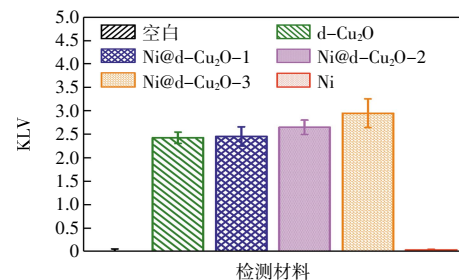 5.0
4.5
4.0
3.5
3.0
2.5
2.0
1.5
1.0
0.5
0
KLV
空白
d-Cu₂O
Ni@d-Cu₂O-1
Ni@d-Cu₂O-2
Ni@d-Cu₂O-3
Ni
检测材料